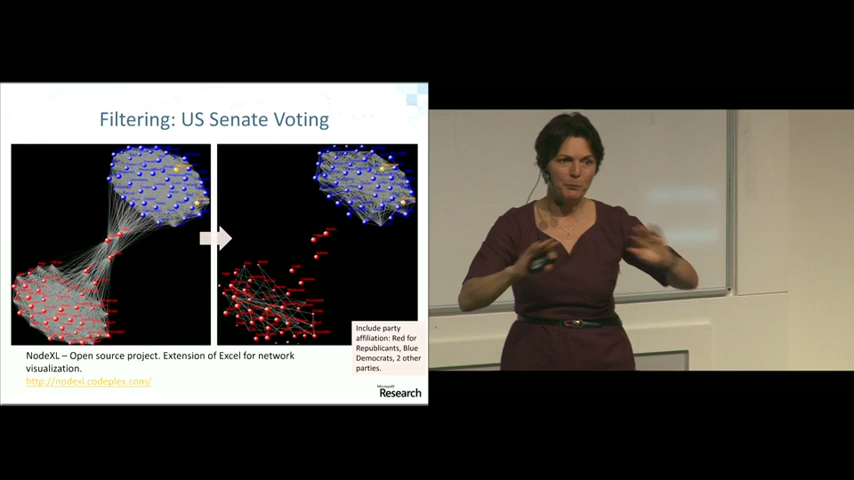 Filtering: US Senate Voting
Include party
affiliation: Red for
Republicants, Blue
Democrats, 2 other
parties.
NodeXL – Open source project. Extension of Excel for network
visualization.
http://nodexl.codeplex.com/
Microsoft
Research